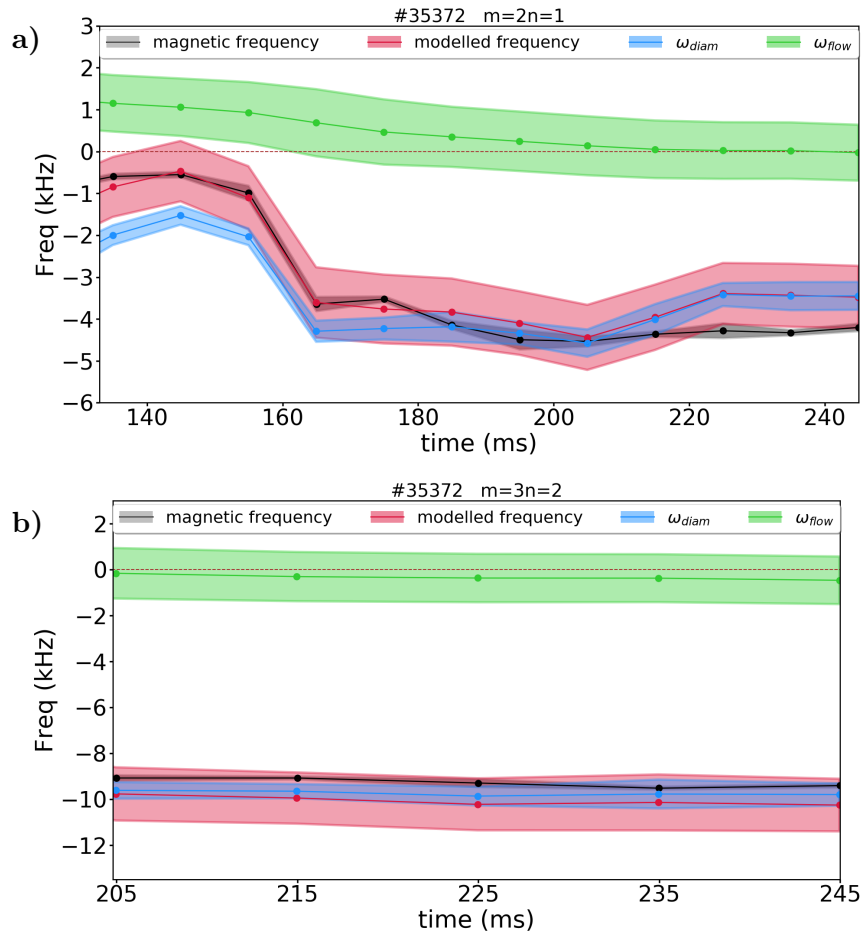 #35372   m=2n=1
a)
magnetic frequency
modelled frequency
ω_diam
ω_flow
3
2
1
0
−1
−2
−3
−4
−5
−6
Freq (kHz)
140
160
180
200
220
240
time (ms)
#35372   m=3n=2
b)
magnetic frequency
modelled frequency
ω_diam
ω_flow
2
0
−2
−4
−6
−8
−10
−12
Freq (kHz)
205
215
225
235
245
time (ms)